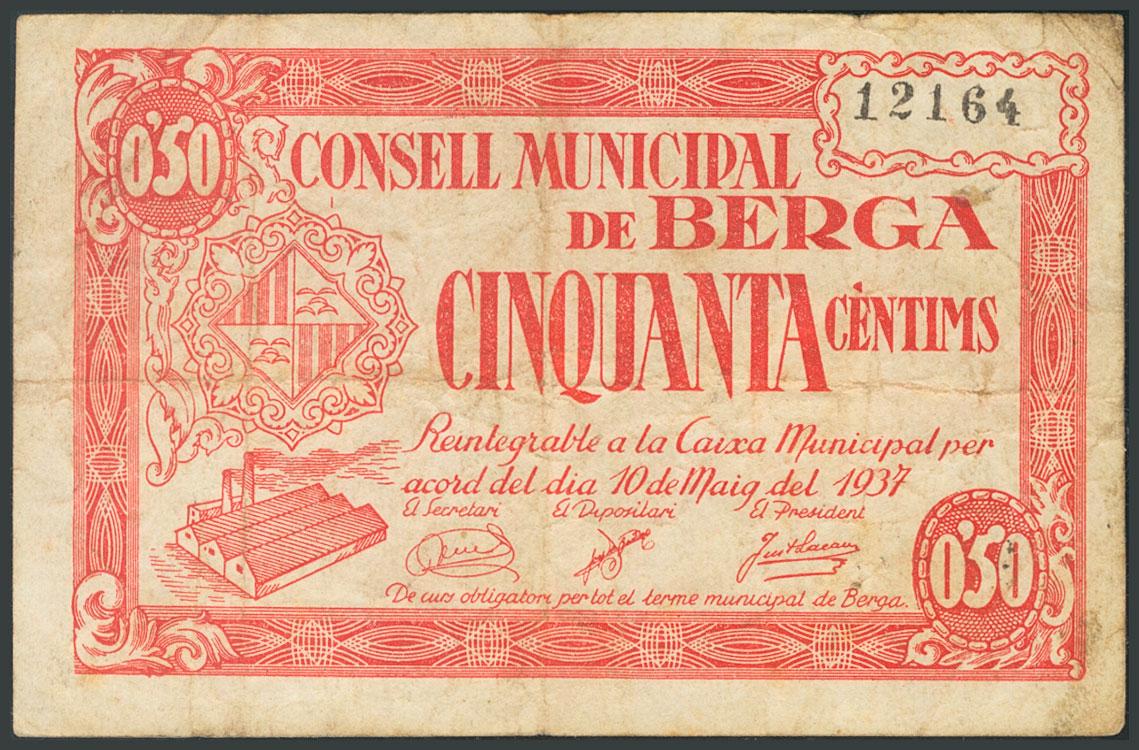 12164
0'50
CONSELL MUNICIPAL
DE BERGA
CINQUANTA CÈNTIMS
Reintegrable a la Caixa Municipal per
acord del dia 10 de Maig del 1937
El Secretari El Dipositari El President
De curs obligatori per tot el terme municipal de Berga.
0'50